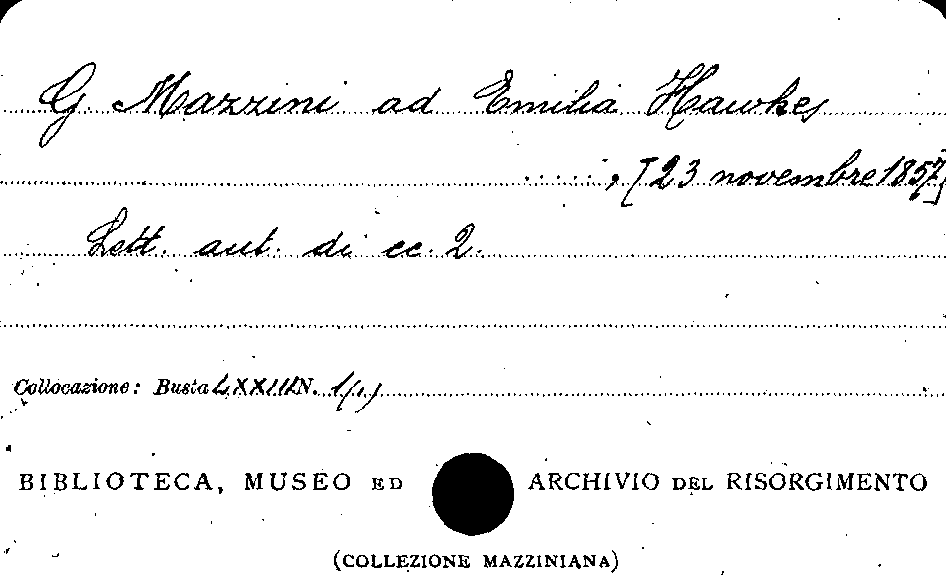 G. Mazzini ad Emilia Hawkes
....., [23 novembre 1857]
Lett. aut. di cc. 2.
Collocazione: Busta LXXIII N. 1(1)
BIBLIOTECA, MUSEO ED ARCHIVIO DEL RISORGIMENTO
(COLLEZIONE MAZZINIANA)